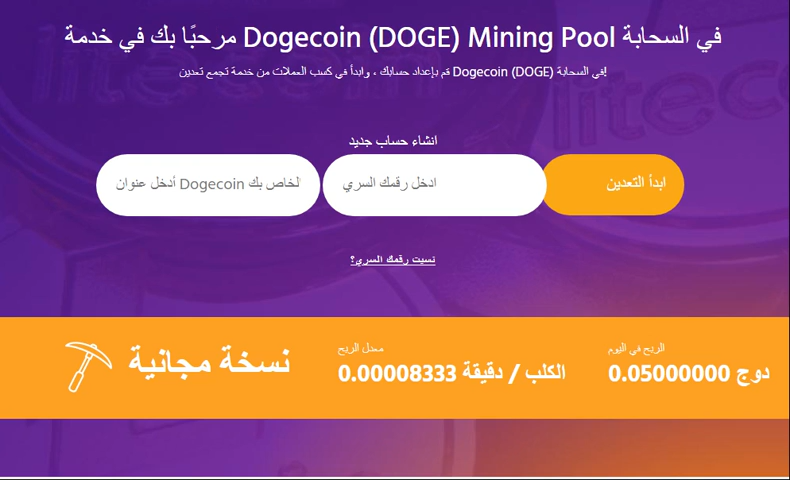 مرحبًا بك في خدمة Dogecoin (DOGE) Mining Pool في السحابة
قم بإعداد حسابك ، وابدأ في كسب العملات من خدمة تجمع تعدين Dogecoin (DOGE) في السحابة!
انشاء حساب جديد
أدخل عنوان Dogecoin لخاص بك
ادخل رقمك السري
ابدأ التعدين
نسيت رقمك السري؟
نسخة مجانية
معدل الربح
0.00008333 الكلب / دقيقة
الربح في اليوم
0.05000000 دوج